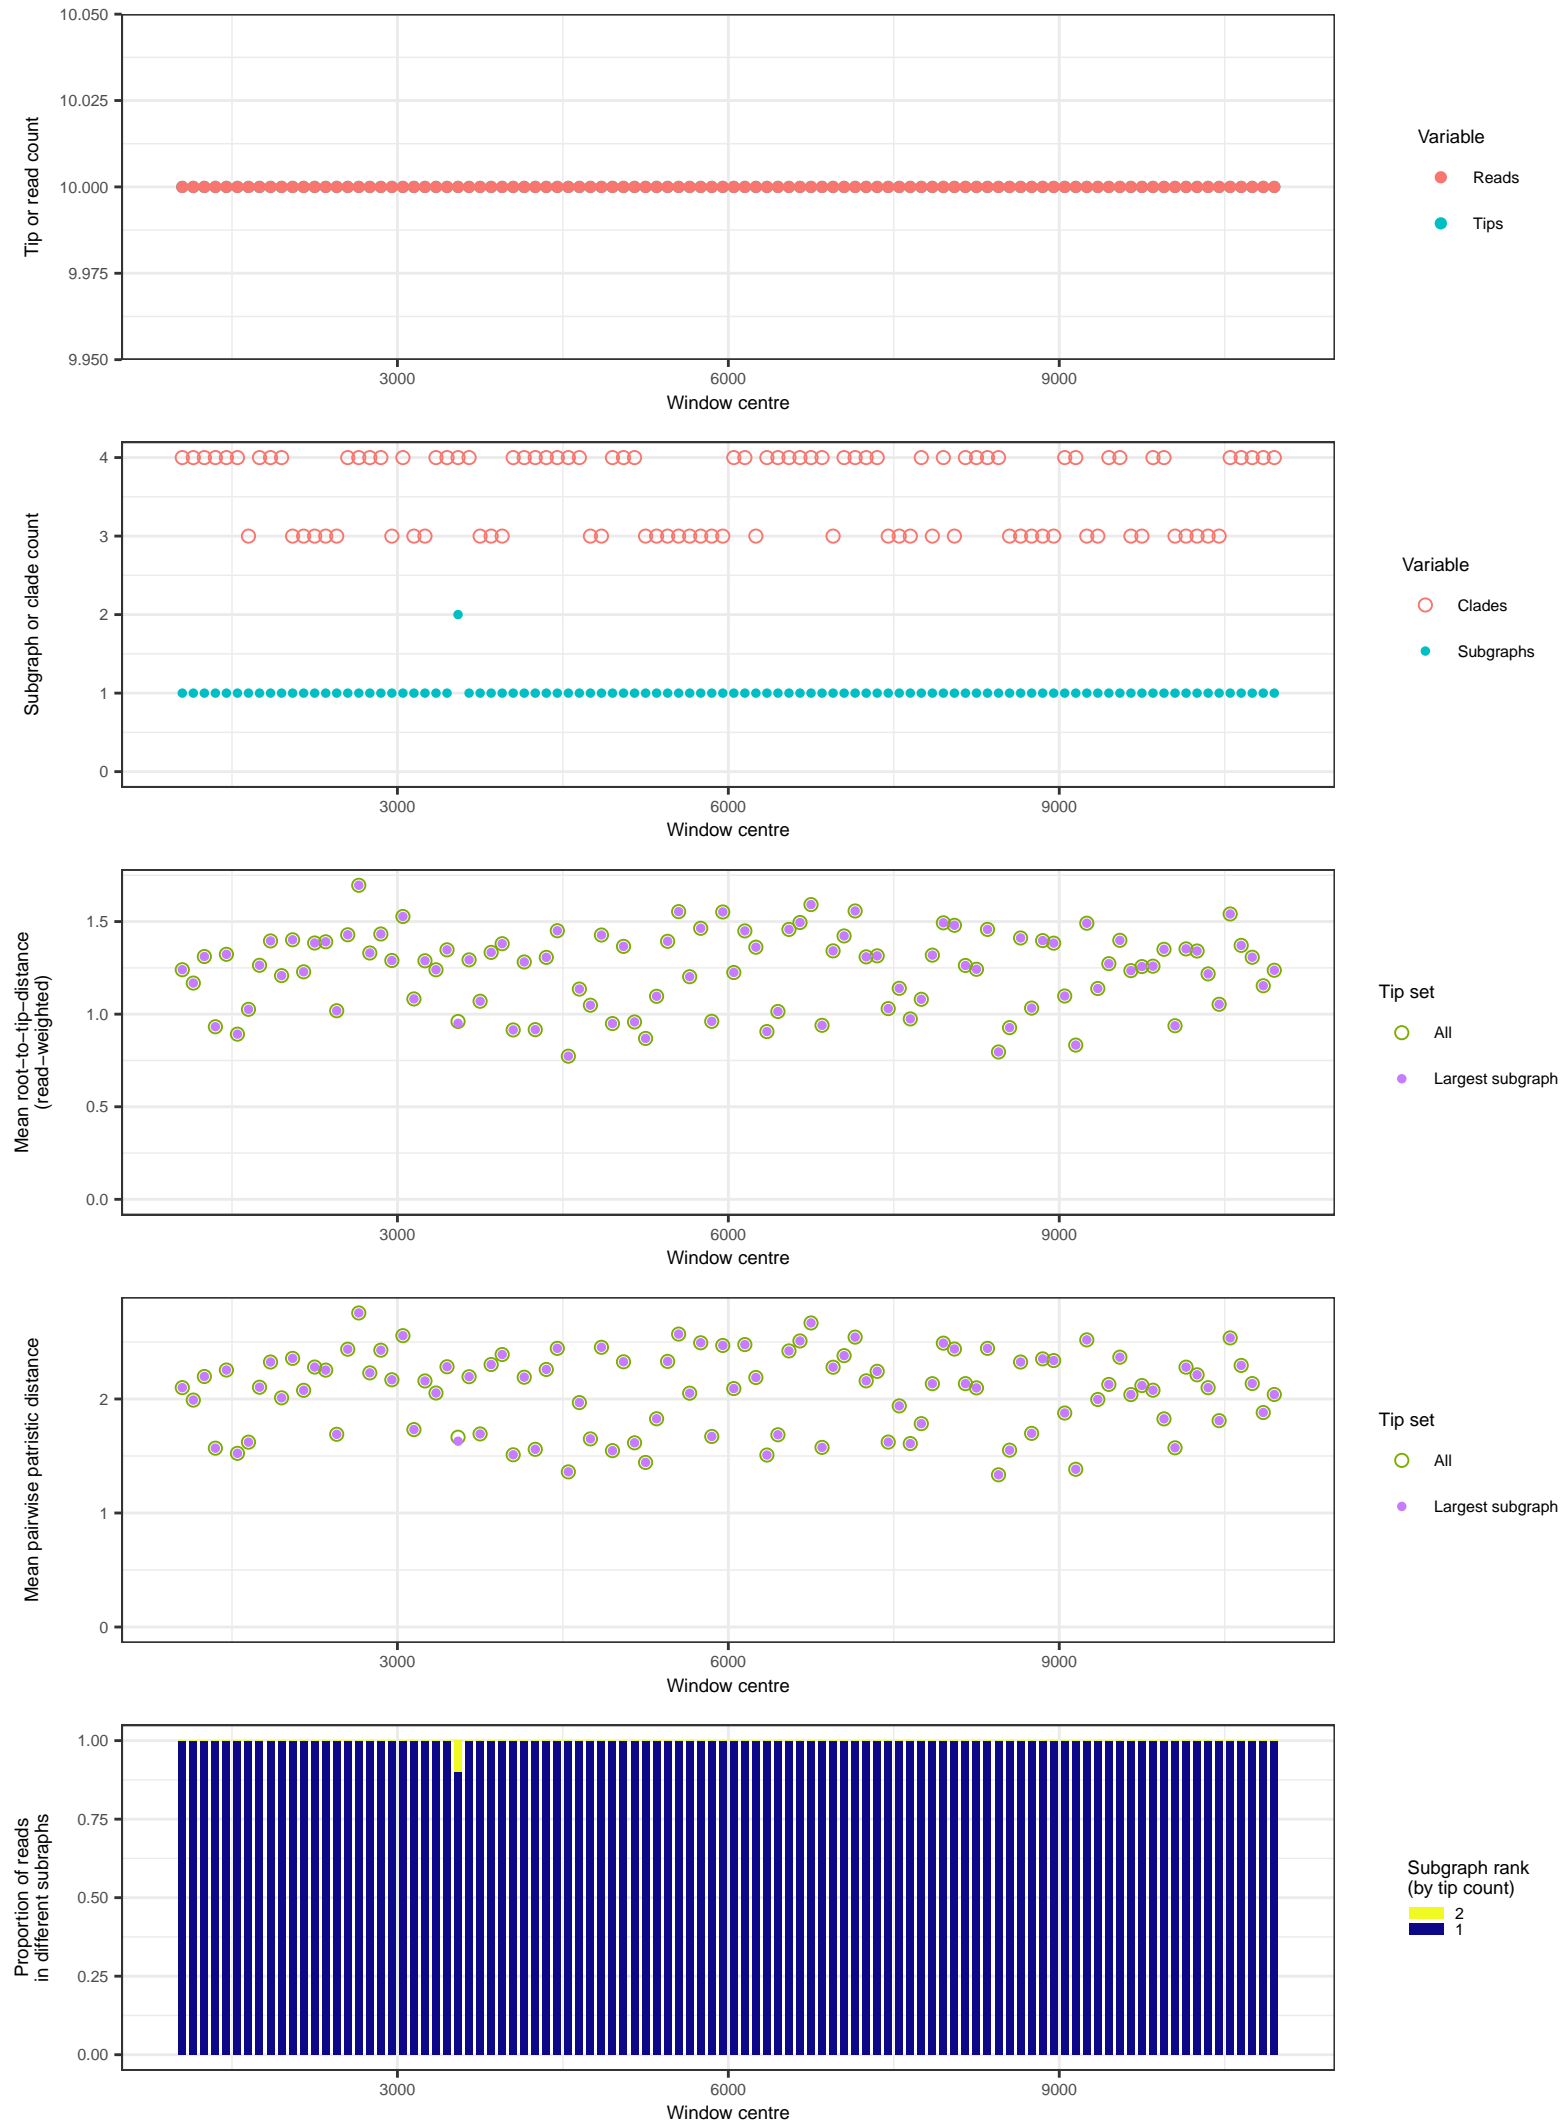 10.050
10.025
10.000
9.975
9.950
Tip or read count
3000 6000 9000
Window centre
Variable
Reads
Tips
4
3
2
1
0
Subgraph or clade count
3000 6000 9000
Window centre
Variable
Clades
Subgraphs
1.5
1.0
0.5
0.0
Mean root−to−tip−distance
(read−weighted)
3000 6000 9000
Window centre
Tip set
All
Largest subgraph
2
1
0
Mean pairwise patristic distance
3000 6000 9000
Window centre
Tip set
All
Largest subgraph
1.00
0.75
0.50
0.25
0.00
Proportion of reads
in different subraphs
3000 6000 9000
Window centre
Subgraph rank
(by tip count)
2
1